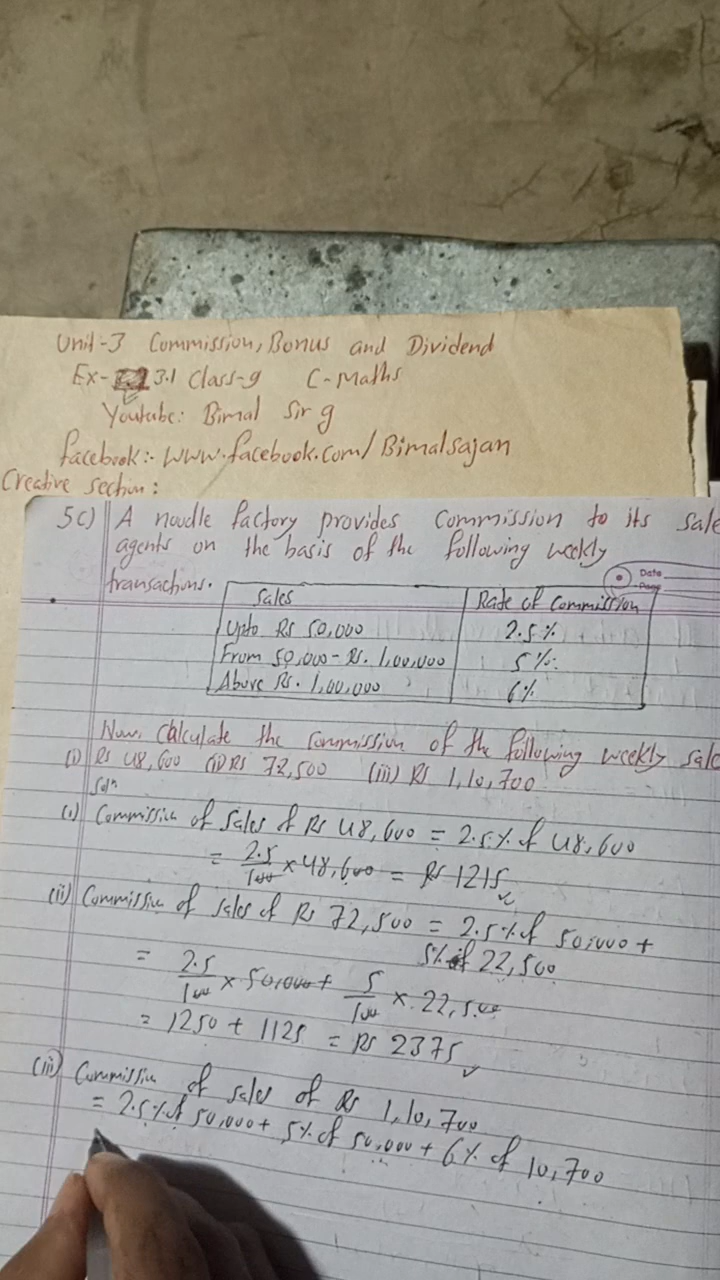 Unit-3 Commission, Bonus and Dividend
Ex- 3.1 Class-9 C-Maths
Youtube: Bimal Sir g
facebook:- www.facebook.com/Bimalsajan
Creative section:
5c) A noodle factory provides Commission to its sale
agents on the basis of the following weekly
transactions.
Date
Page
Sales Rate of Commission
Upto Rs 50,000 2.5%
From 50,000 - Rs. 1,00,000 5%
Above Rs. 1,00,000 6%
Now, Calculate the commission of the following weekly sale
(i) Rs 48,600 (ii) Rs 72,500 (iii) Rs 1,10,700
Solⁿ
(i) Commission of sales of Rs 48,600 = 2.5% of 48,600
= 2.5/100 × 48,600 = Rs 1215
(ii) Commission of sales of Rs 72,500 = 2.5% of 50,000 +
5% of 22,500
= 2.5/100 × 50,000 + 5/100 × 22,500
= 1250 + 1125 = Rs 2375
(iii) Commission of sales of Rs 1,10,700
= 2.5% of 50,000 + 5% of 50,000 + 6% of 10,700